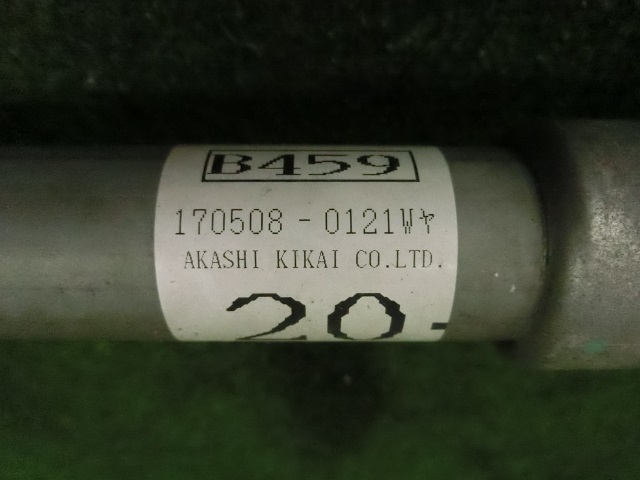 B459
170508-0121Wヤ
AKASHI KIKAI CO.LTD.
20-